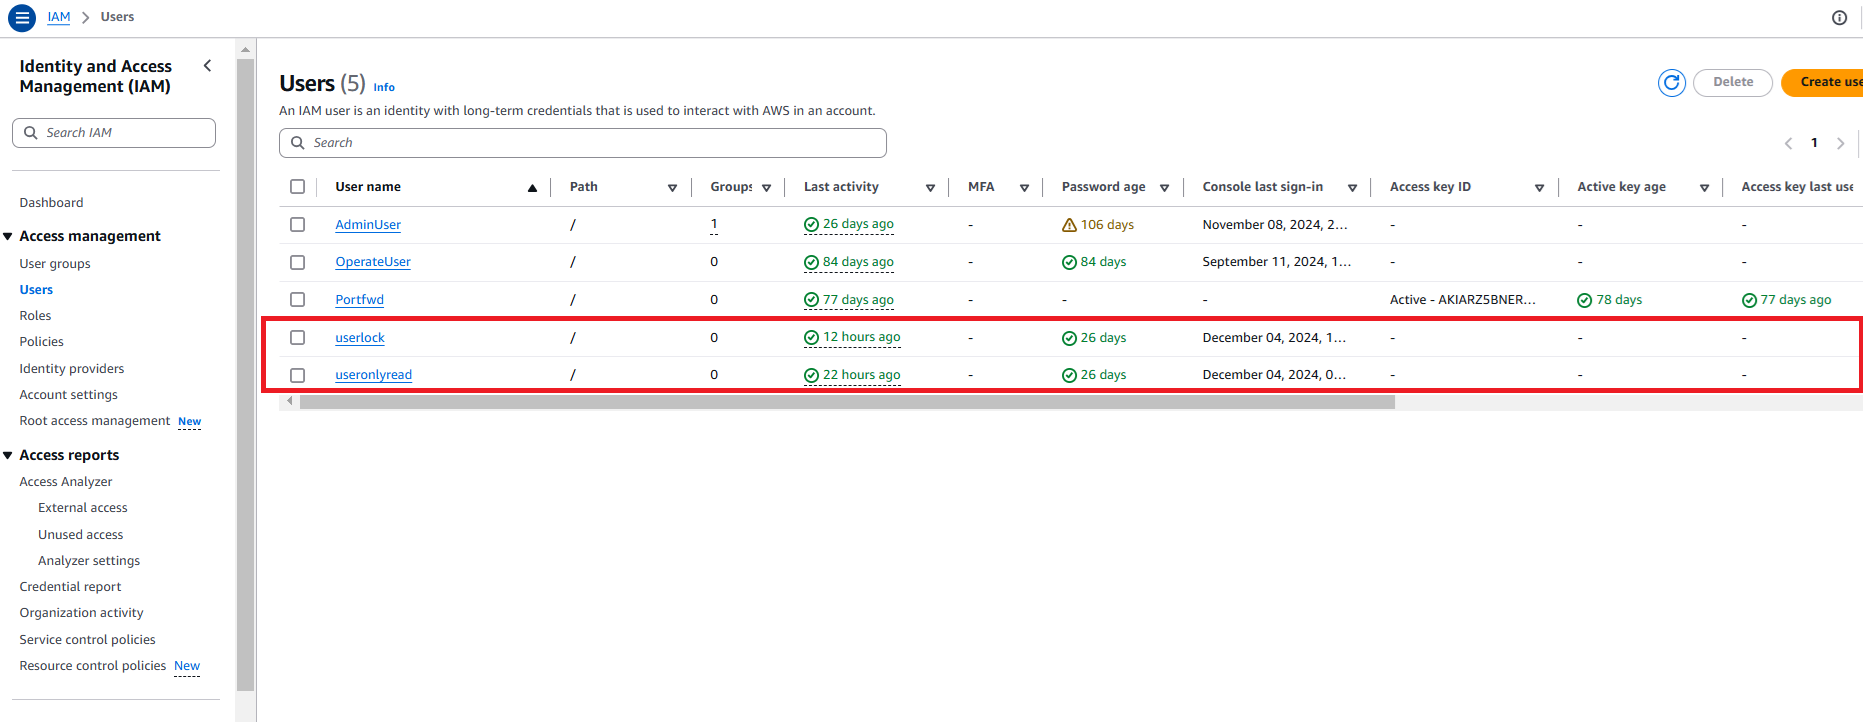 IAM > Users
Identity and Access
Management (IAM)
Search IAM
Dashboard
Access management
User groups
Users
Roles
Policies
Identity providers
Account settings
Root access management New
Access reports
Access Analyzer
External access
Unused access
Analyzer settings
Credential report
Organization activity
Service control policies
Resource control policies New
Users (5) Info
An IAM user is an identity with long-term credentials that is used to interact with AWS in an account.
Delete
Create use
Search
1
User name Path Groups Last activity MFA Password age Console last sign-in Access key ID Active key age Access key last use
AdminUser / 1 26 days ago - 106 days November 08, 2024, 2... - - -
OperateUser / 0 84 days ago - 84 days September 11, 2024, 1... - - -
Portfwd / 0 77 days ago - - - Active - AKIARZ5BNER... 78 days 77 days ago
userlock / 0 12 hours ago - 26 days December 04, 2024, 1... - - -
useronlyread / 0 22 hours ago - 26 days December 04, 2024, 0... - - -